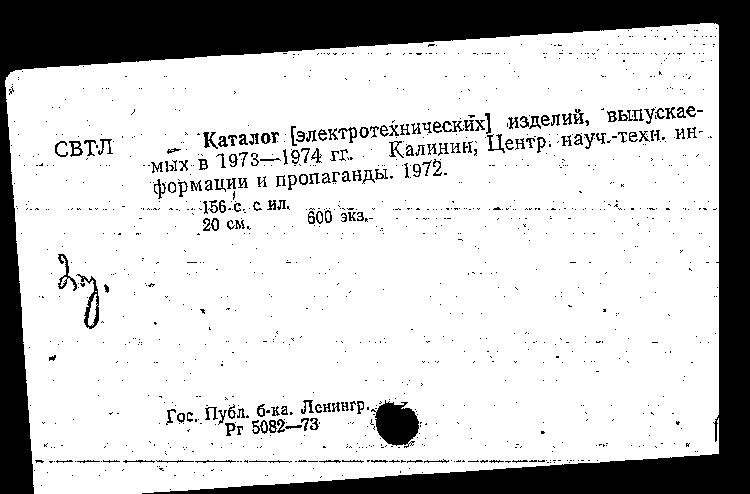 СВТЛ
Каталог [электротехнических] изделий, выпускае-
мых в 1973—1974 гг. Калинин, Центр. науч.-техн. ин-
формации и пропаганды. 1972.
156 с. с ил.
20 см. 600 экз.
Гос. Публ. б-ка. Ленингр.
Рг 5082—73